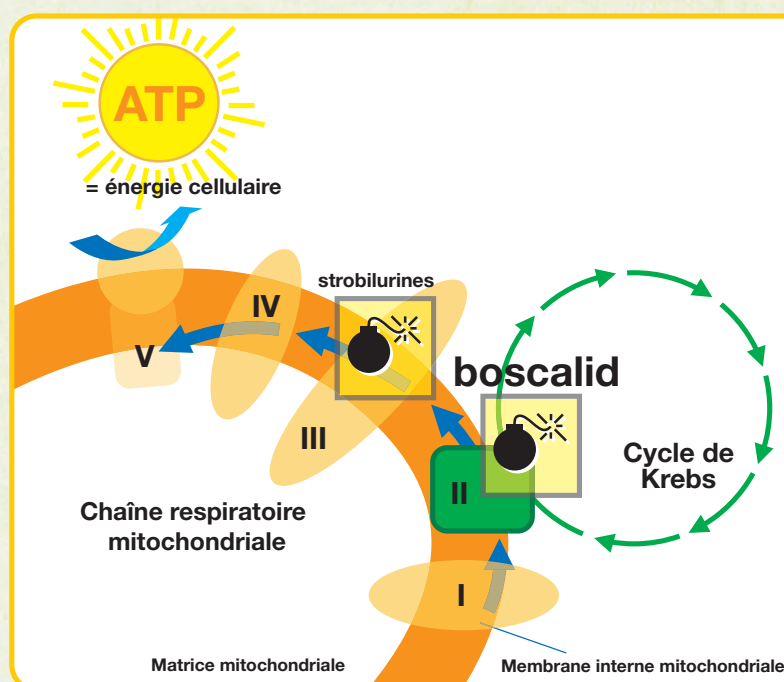 ATP
= énergie cellulaire
strobilurines
IV
V
boscalid
III
Cycle de
Krebs
II
Chaîne respiratoire
mitochondriale
I
Matrice mitochondriale
Membrane interne mitochondriale